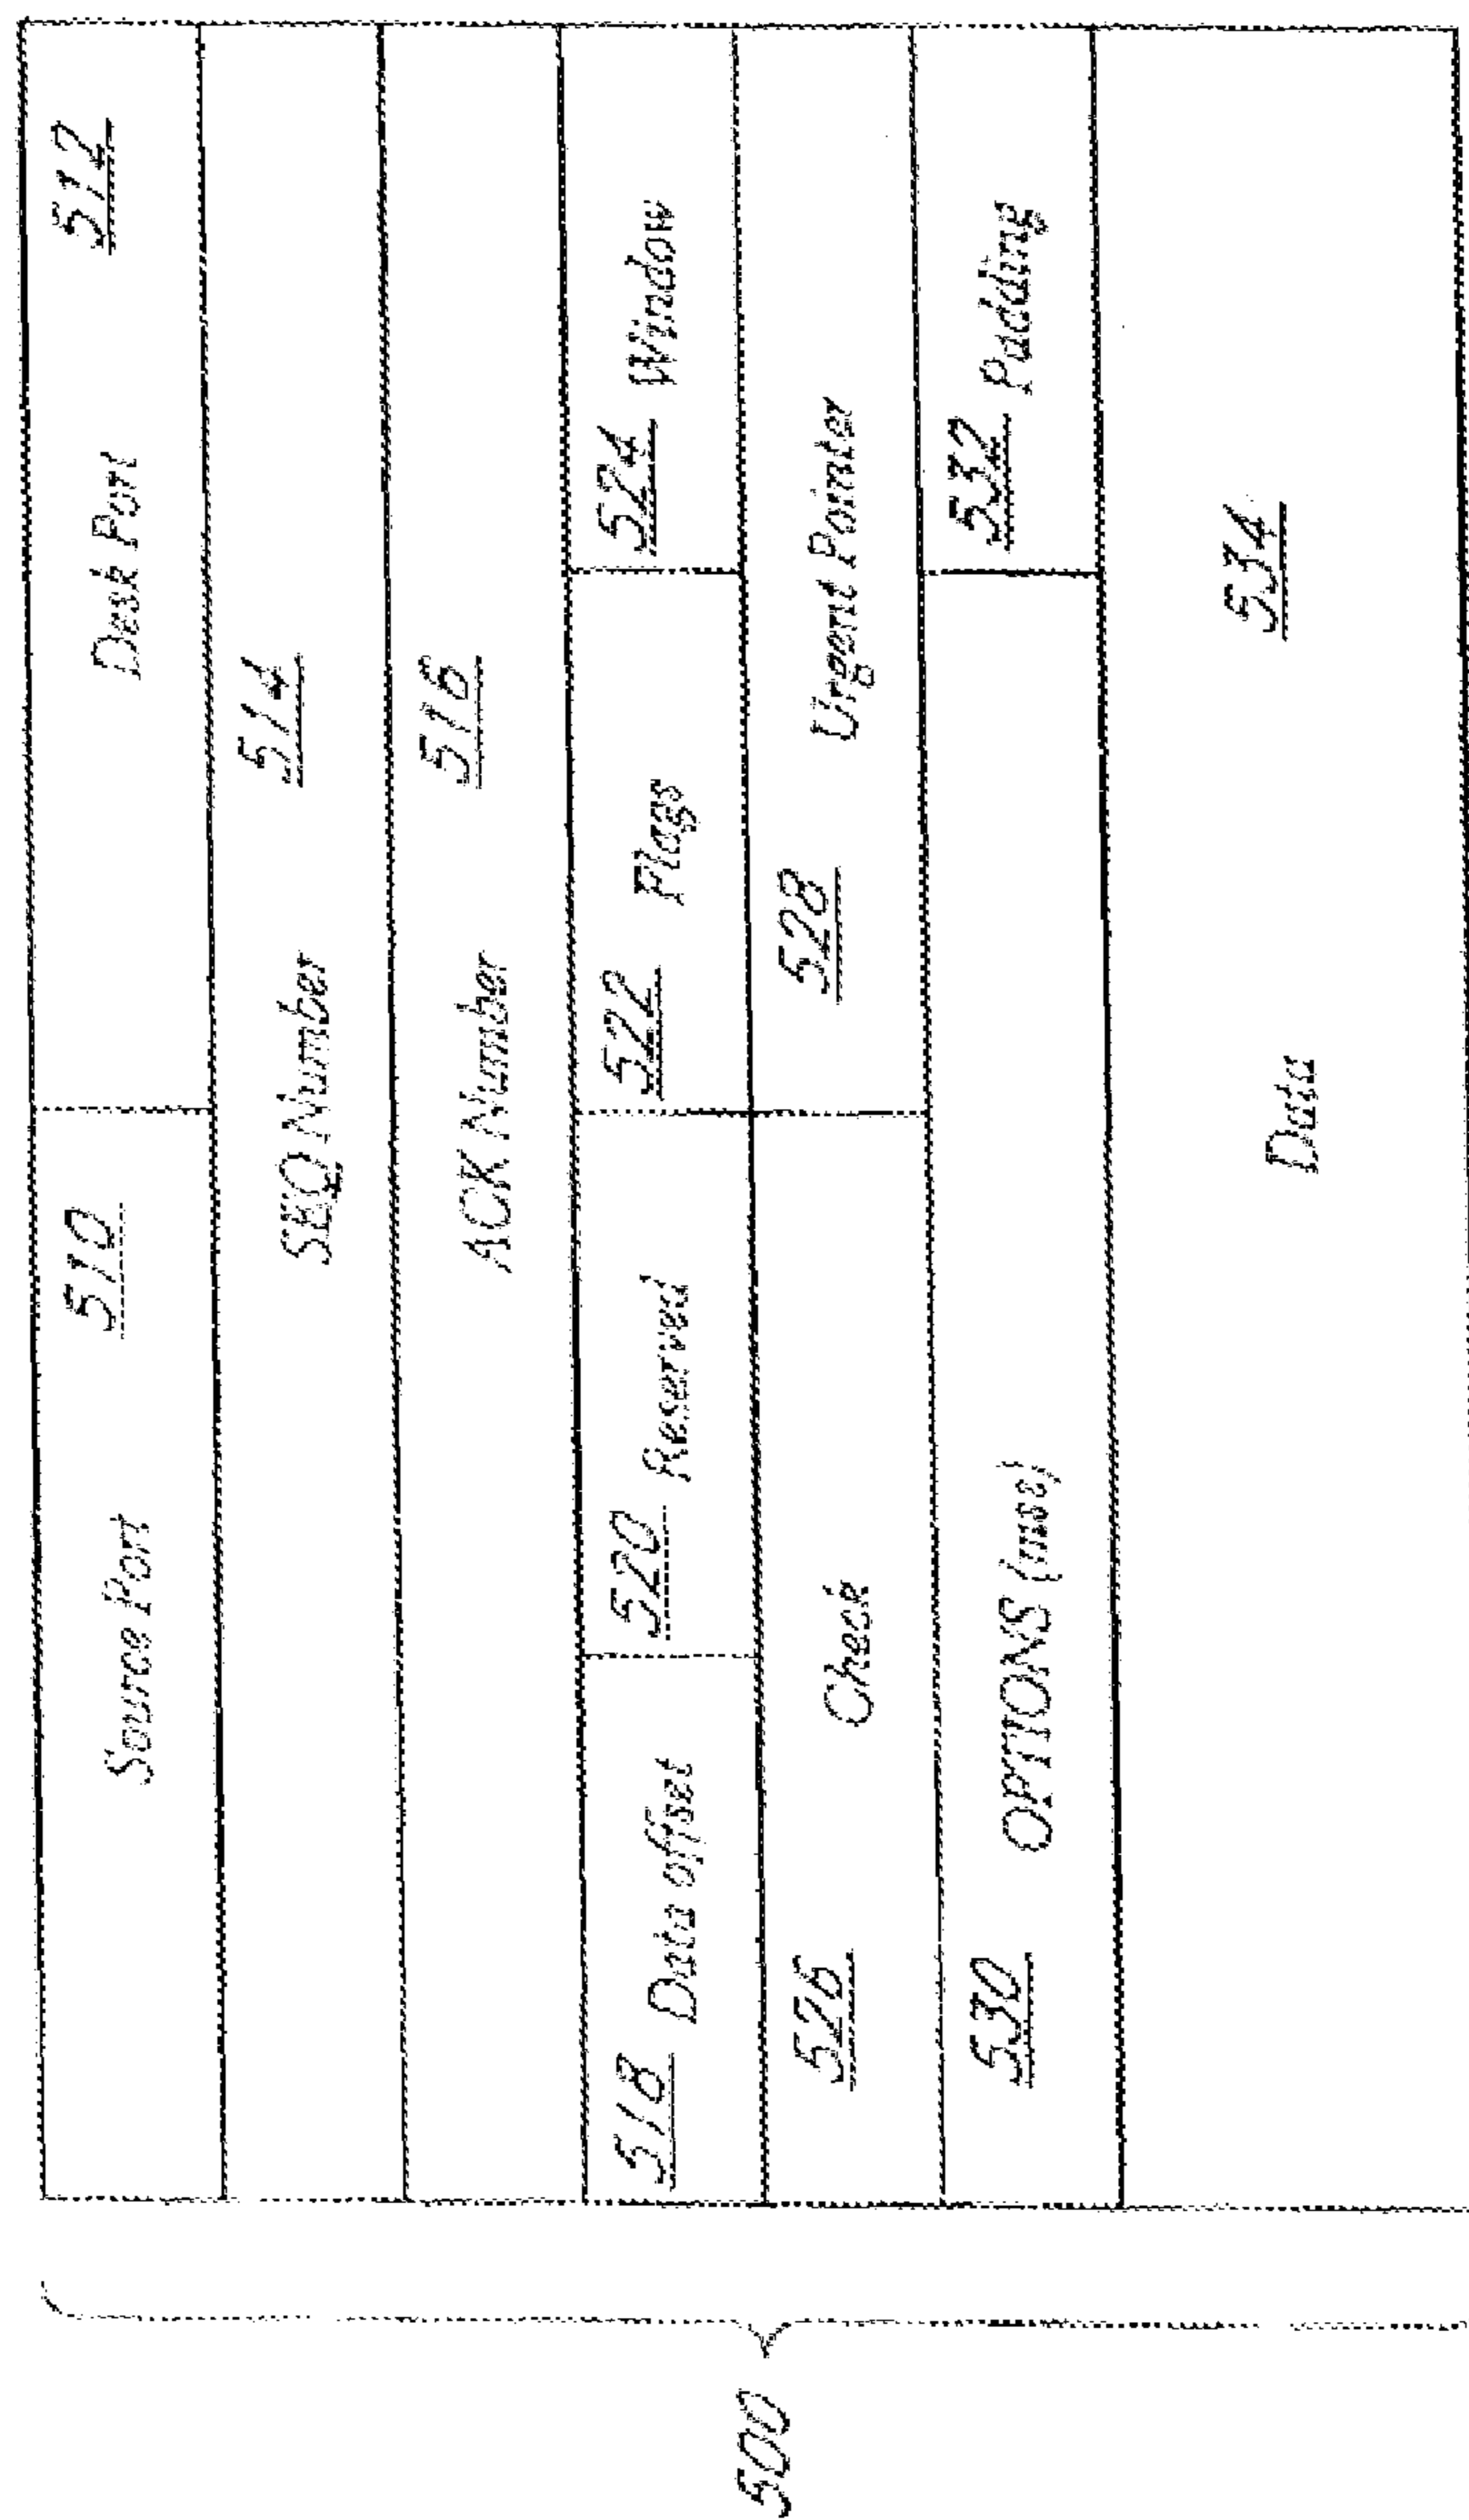 Source Port 510 Desk Port 512
SEQ Number 514
ACK Number 516
518 Data offset 520 Reserved 522 Flags 524 Window
526 Check 528 Urgent Pointer
530 OPTIONS (mss) 532 Padding
Data 534
500